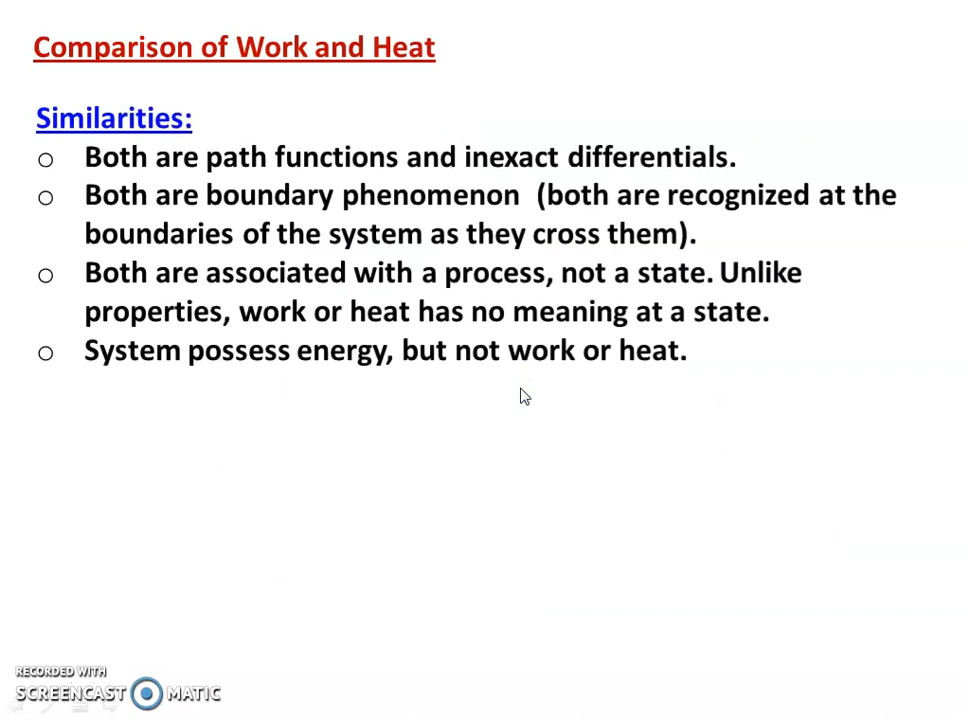 Comparison of Work and Heat
Similarities:
o Both are path functions and inexact differentials.
o Both are boundary phenomenon (both are recognized at the
boundaries of the system as they cross them).
o Both are associated with a process, not a state. Unlike
properties, work or heat has no meaning at a state.
o System possess energy, but not work or heat.
RECORDED WITH
SCREENCAST MATIC